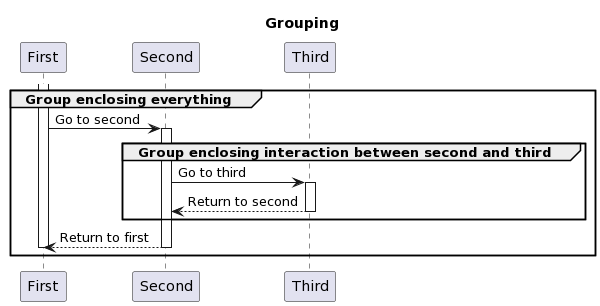 Grouping
First Second Third
Group enclosing everything
Go to second
Group enclosing interaction between second and third
Go to third
Return to second
Return to first
First Second Third